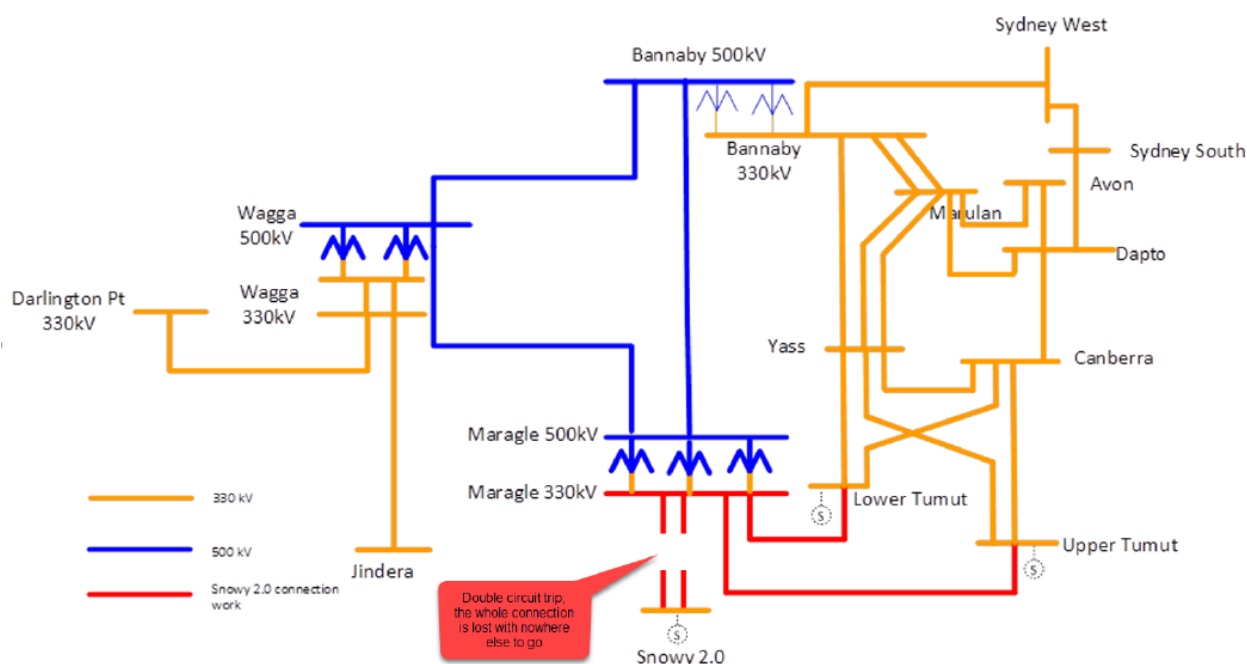 Sydney West
Bannaby 500kV
Bannaby
330kV
Sydney South
Avon
Marulan
Wagga
500kV
Dapto
Darlington Pt
330kV
Wagga
330kV
Yass
Canberra
Maragle 500kV
Maragle 330kV
330 kV
S
Lower Tumut
500 kV
Upper Tumut
S
Jindera
Snowy 2.0 connection
work
Double circuit trip,
the whole connection
is lost with nowhere
else to go
S
Snowy 2.0